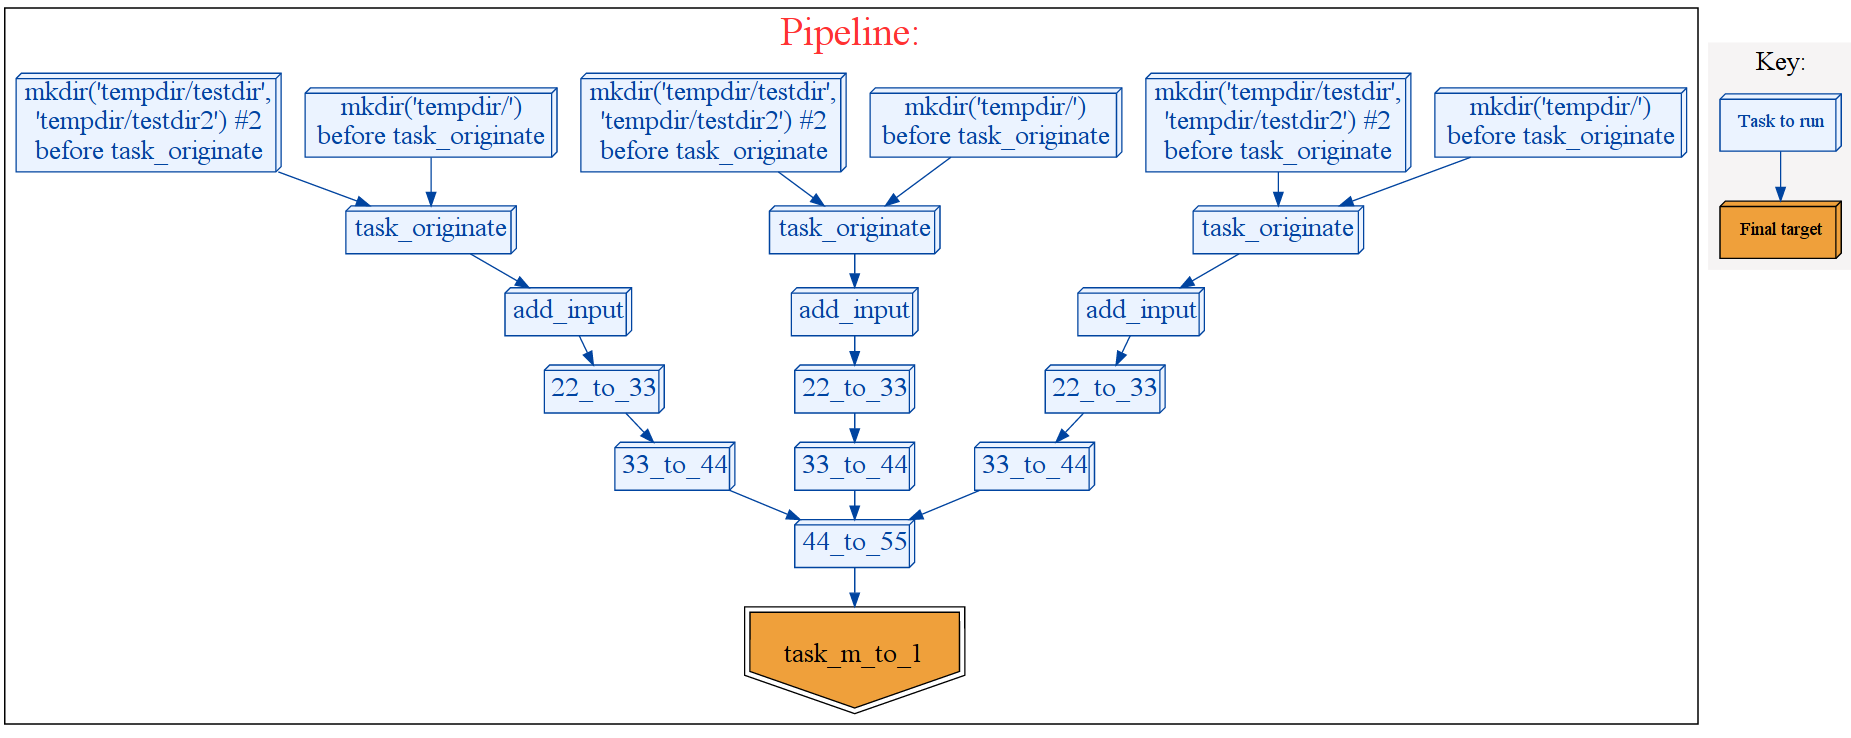 Pipeline:
mkdir('tempdir/testdir',
'tempdir/testdir2') #2
before task_originate
mkdir('tempdir/')
before task_originate
mkdir('tempdir/testdir',
'tempdir/testdir2') #2
before task_originate
mkdir('tempdir/')
before task_originate
mkdir('tempdir/testdir',
'tempdir/testdir2') #2
before task_originate
mkdir('tempdir/')
before task_originate
task_originate
task_originate
task_originate
add_input
add_input
add_input
22_to_33
22_to_33
22_to_33
33_to_44
33_to_44
33_to_44
44_to_55
task_m_to_1
Key:
Task to run
Final target